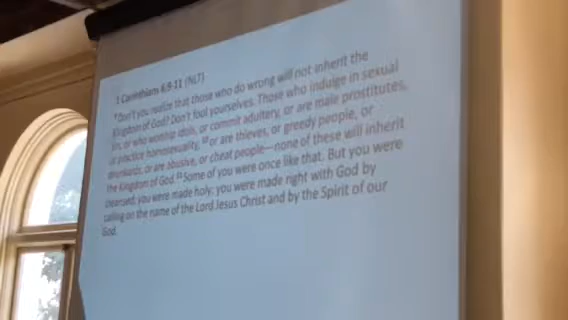 1 Corinthians 6:9-11 (NLT)
9 Don't you realize that those who do wrong will not inherit the
Kingdom of God? Don't fool yourselves. Those who indulge in sexual
sin, or who worship idols, or commit adultery, or are male prostitutes,
or practice homosexuality, 10 or are thieves, or greedy people, or
drunkards, or are abusive, or cheat people—none of these will inherit
the Kingdom of God. 11 Some of you were once like that. But you were
cleansed; you were made holy; you were made right with God by
calling on the name of the Lord Jesus Christ and by the Spirit of our
God.